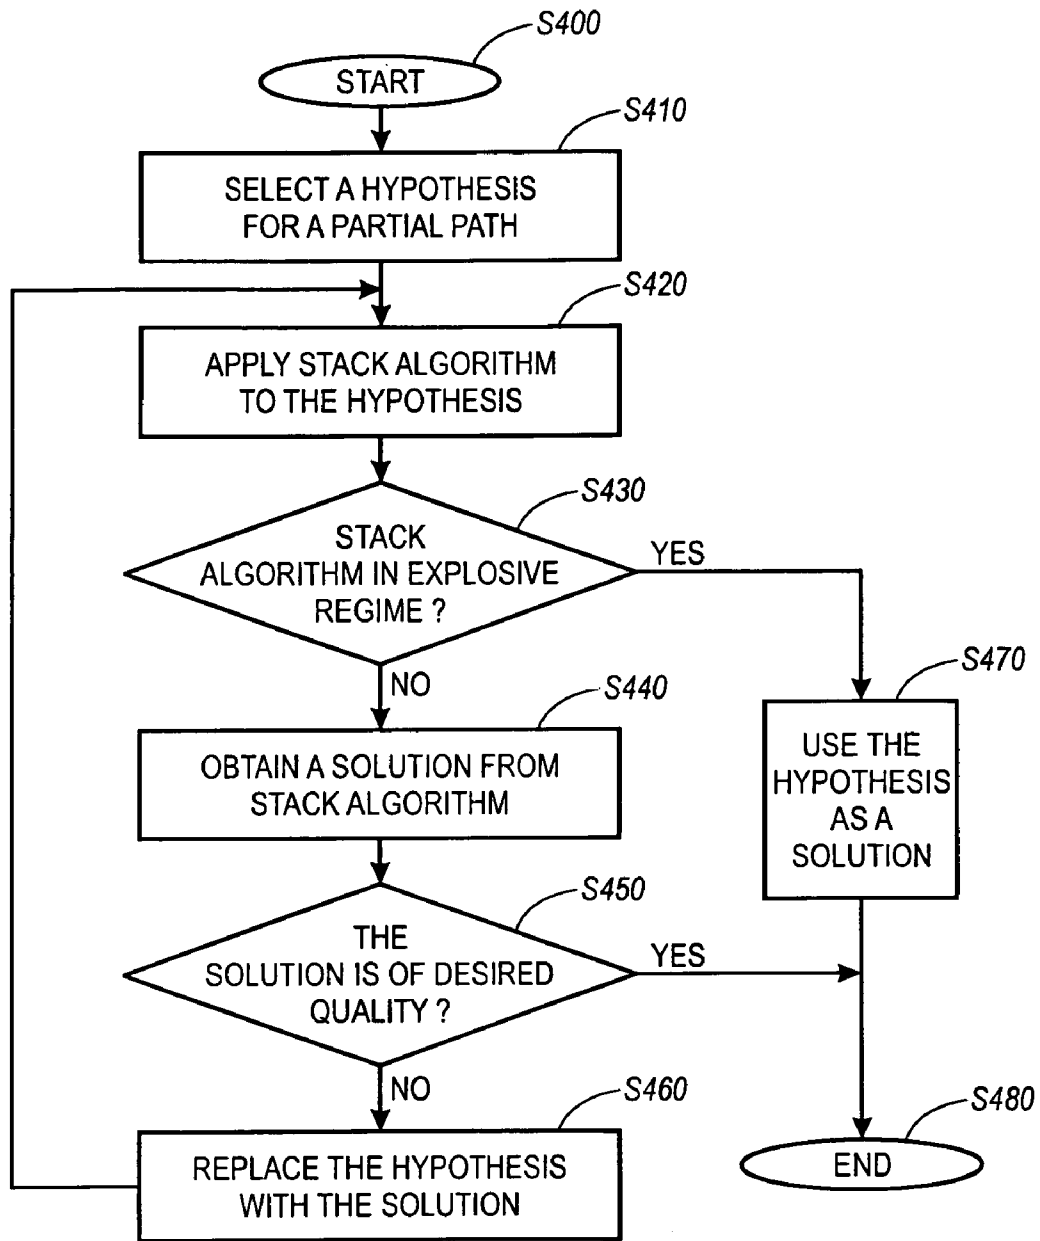 S400
START
S410
SELECT A HYPOTHESIS
FOR A PARTIAL PATH
S420
APPLY STACK ALGORITHM
TO THE HYPOTHESIS
S430
STACK
ALGORITHM IN EXPLOSIVE
REGIME ?
YES
NO
S440
OBTAIN A SOLUTION FROM
STACK ALGORITHM
S470
USE THE
HYPOTHESIS
AS A
SOLUTION
S450
THE
SOLUTION IS OF DESIRED
QUALITY ?
YES
NO
S460
REPLACE THE HYPOTHESIS
WITH THE SOLUTION
S480
END